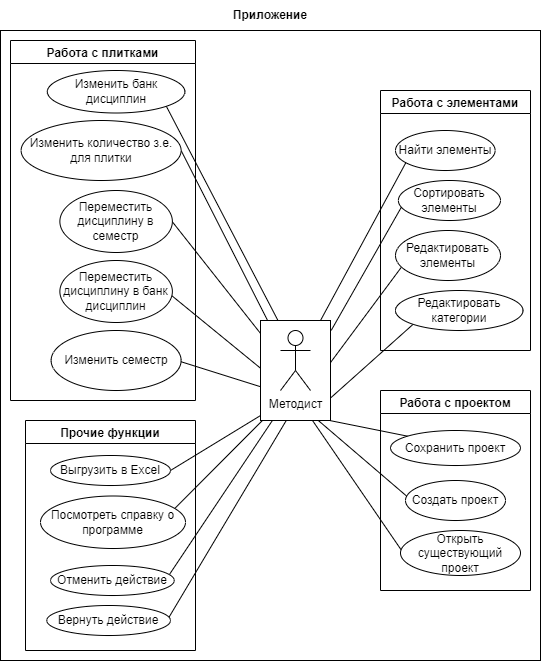 Приложение
Работа с плитками
Изменить банк
дисциплин
Изменить количество з.е.
для плитки
Переместить
дисциплину в
семестр
Переместить
дисциплину в банк
дисциплин
Изменить семестр
Работа с элементами
Найти элементы
Сортировать
элементы
Редактировать
элементы
Редактировать
категории
Методист
Прочие функции
Выгрузить в Excel
Посмотреть справку о
программе
Отменить действие
Вернуть действие
Работа с проектом
Сохранить проект
Создать проект
Открыть
существующий
проект